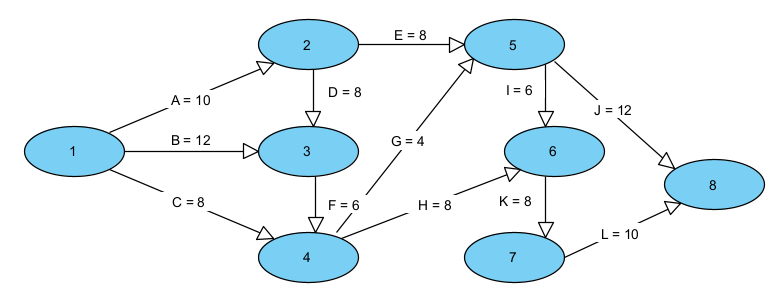 2
E = 8
5
A = 10
D = 8
I = 6
J = 12
1
B = 12
3
G = 4
6
8
C = 8
F = 6
H = 8
K = 8
4
7
L = 10